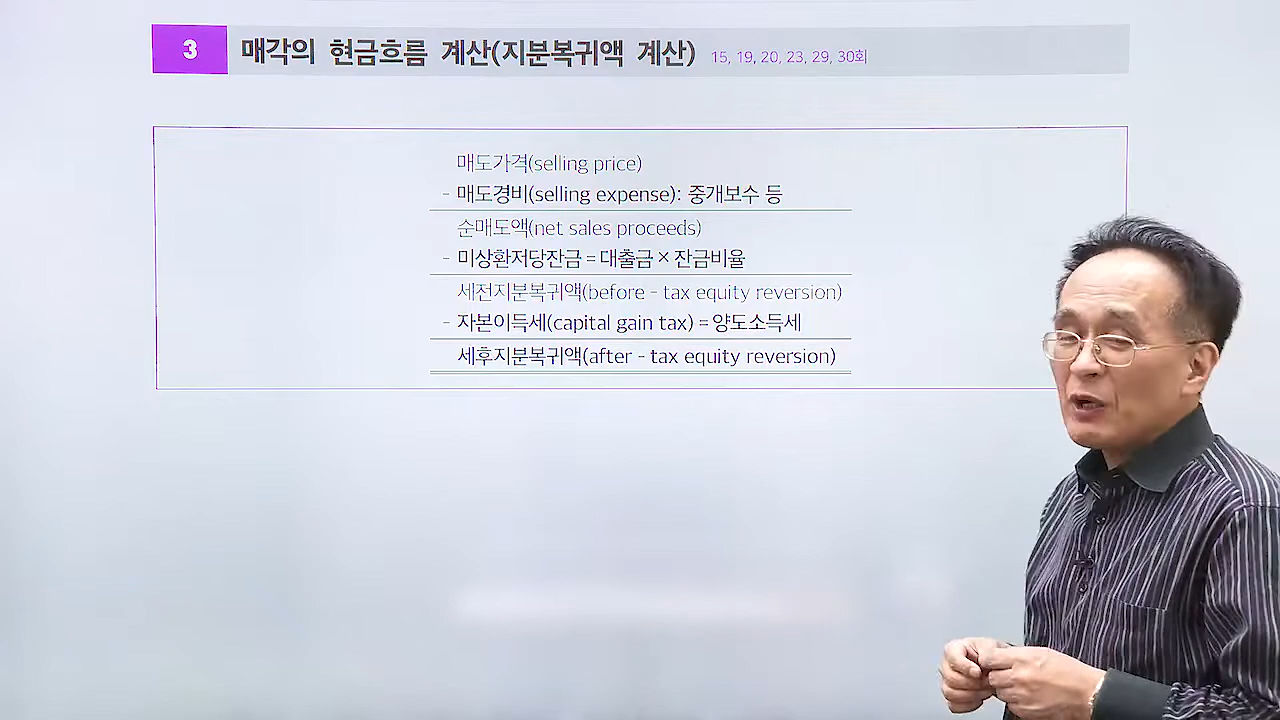 3 매각의 현금흐름 계산(지분복귀액 계산) 15, 19, 20, 23, 29, 30회
매도가격(selling price)
- 매도경비(selling expense): 중개보수 등
순매도액(net sales proceeds)
- 미상환저당잔금 = 대출금 × 잔금비율
세전지분복귀액(before - tax equity reversion)
- 자본이득세(capital gain tax) = 양도소득세
세후지분복귀액(after - tax equity reversion)